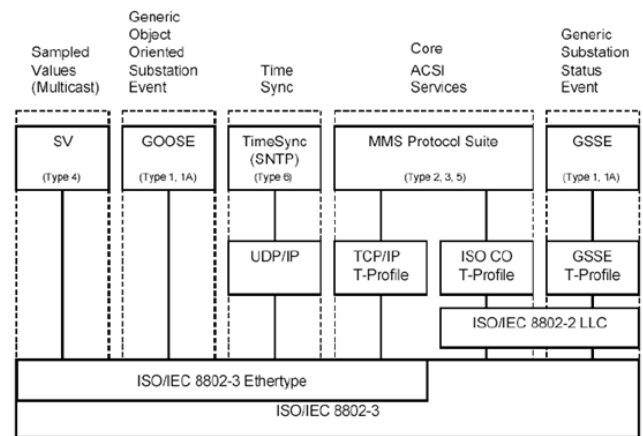 Sampled
Values
(Multicast)
Generic
Object
Oriented
Substation
Event
Time
Sync
Core
ACSI
Services
Generic
Substation
Status
Event
SV
(Type 4)
GOOSE
(Type 1, 1A)
TimeSync
(SNTP)
(Type 6)
MMS Protocol Suite
(Type 2, 3, 5)
GSSE
(Type 1, 1A)
UDP/IP
TCP/IP
T-Profile
ISO CO
T-Profile
GSSE
T-Profile
ISO/IEC 8802-2 LLC
ISO/IEC 8802-3 Ethertype
ISO/IEC 8802-3